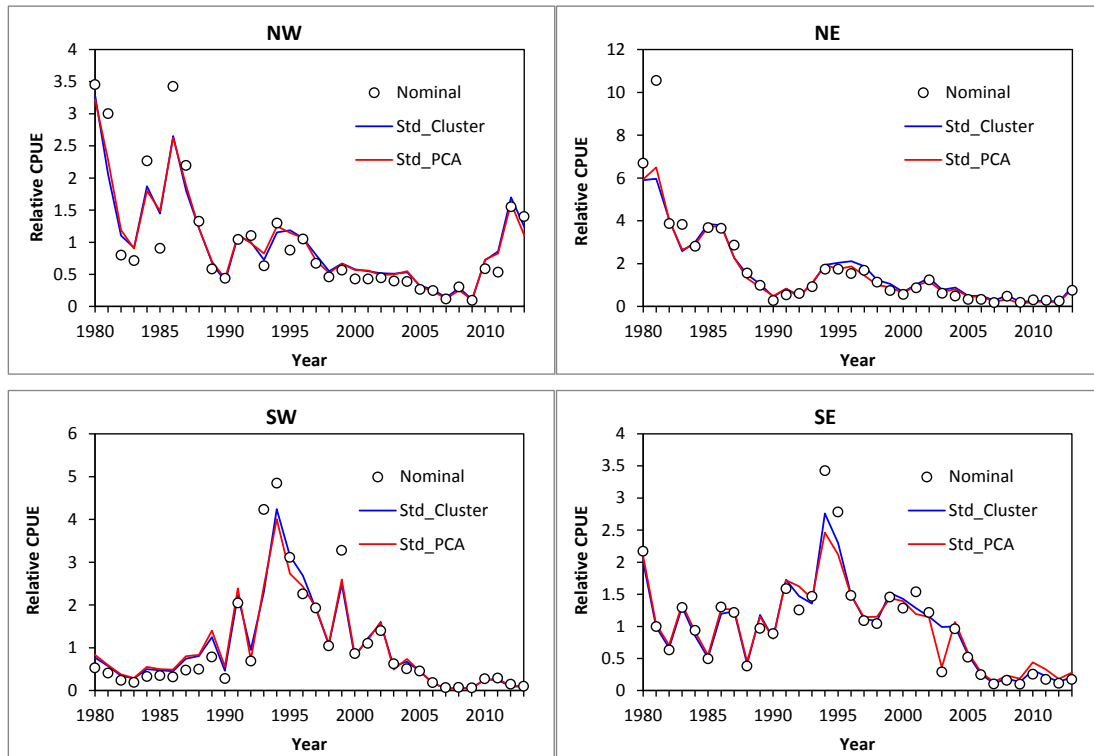 NW
Relative CPUE
4
3.5
3
2.5
2
1.5
1
0.5
0
Nominal
Std_Cluster
Std_PCA
1980 1985 1990 1995 2000 2005 2010
Year
NE
Relative CPUE
12
10
8
6
4
2
0
Nominal
Std_Cluster
Std_PCA
1980 1985 1990 1995 2000 2005 2010
Year
SW
Relative CPUE
6
5
4
3
2
1
0
Nominal
Std_Cluster
Std_PCA
1980 1985 1990 1995 2000 2005 2010
Year
SE
Relative CPUE
4
3.5
3
2.5
2
1.5
1
0.5
0
Nominal
Std_Cluster
Std_PCA
1980 1985 1990 1995 2000 2005 2010
Year